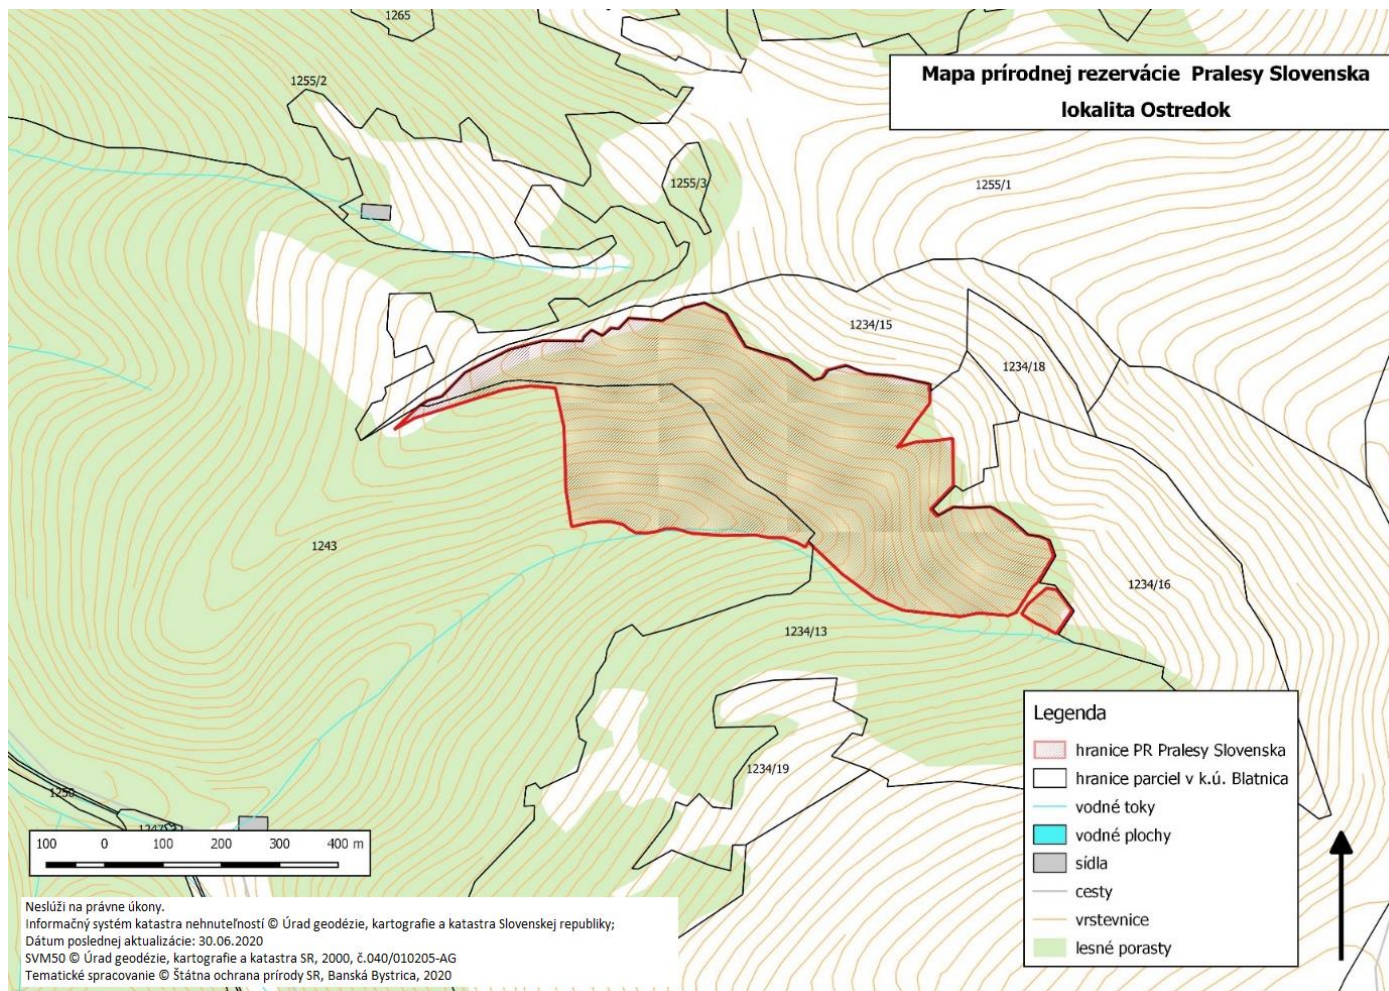 1265
Mapa prírodnej rezervácie Pralesy Slovenska
lokalita Ostredok
1255/2
1255/3
1255/1
1234/15
1234/18
1243
1234/16
1234/13
1234/19
1250
Legenda
hranice PR Pralesy Slovenska
hranice parciel v k.ú. Blatnica
vodné toky
vodné plochy
sídla
cesty
vrstevnice
lesné porasty
100 0 100 200 300 400 m
Neslúži na právne úkony.
Informačný systém katastra nehnuteľností © Úrad geodézie, kartografie a katastra Slovenskej republiky;
Dátum poslednej aktualizácie: 30.06.2020
SVM50 © Úrad geodézie, kartografie a katastra SR, 2000, č.040/010205-AG
Tematické spracovanie © Štátna ochrana prírody SR, Banská Bystrica, 2020